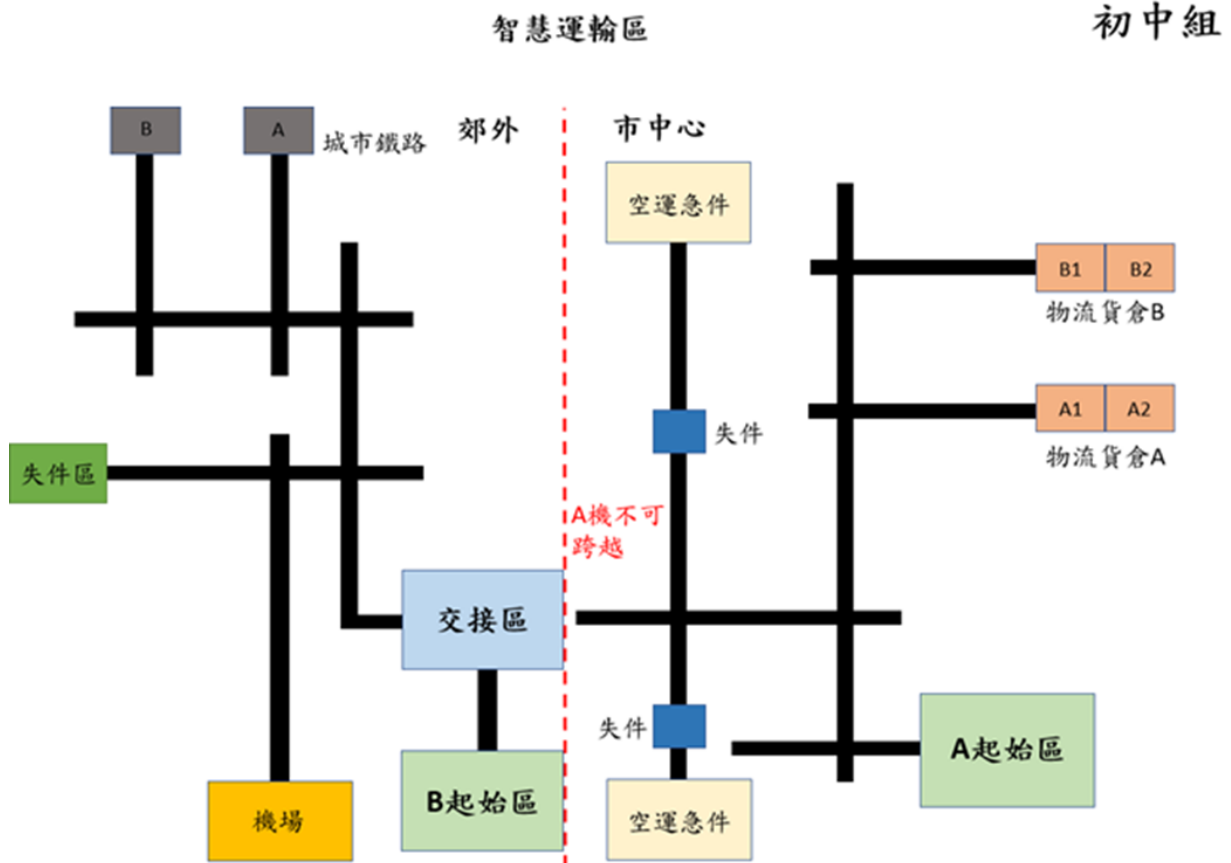 智慧運輸區
初中組
B
A
城市鐵路
郊外
市中心
空運急件
B1
B2
物流貨倉B
A1
A2
物流貨倉A
失件
失件區
A機不可
跨越
交接區
失件
A起始區
B起始區
機場
空運急件